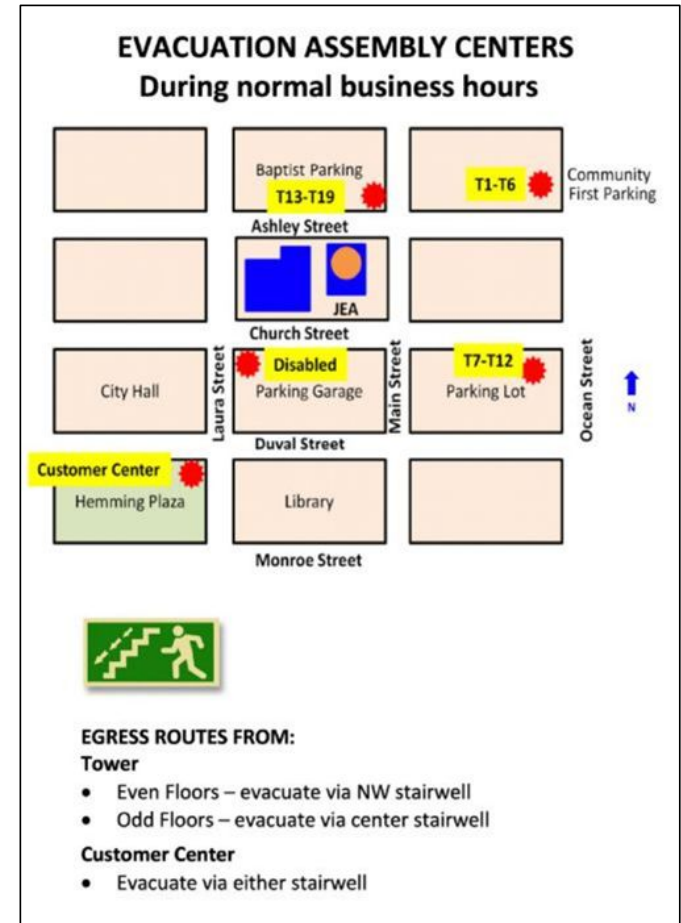 EVACUATION ASSEMBLY CENTERS
During normal business hours
Baptist Parking
T13-T19
T1-T6
Community
First Parking
Ashley Street
JEA
Church Street
Laura Street
Disabled
Main Street
T7-T12
Ocean Street
City Hall
Parking Garage
Parking Lot
N
Duval Street
Customer Center
Hemming Plaza
Library
Monroe Street
EGRESS ROUTES FROM:
Tower
• Even Floors – evacuate via NW stairwell
• Odd Floors – evacuate via center stairwell
Customer Center
• Evacuate via either stairwell